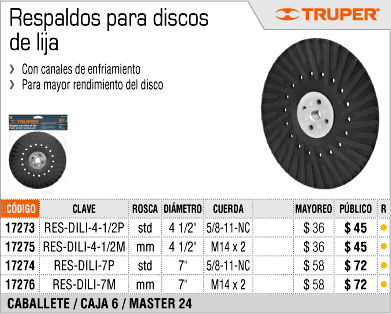 Respaldos para discos
de lija
TRUPER
Con canales de enfriamiento
Para mayor rendimiento del disco
TRUPER
CÓDIGO CLAVE ROSCA DIÁMETRO CUERDA MAYOREO PÚBLICO R
17273 RES-DILI-4-1/2P std 4 1/2" 5/8-11-NC $ 36 $ 45
17275 RES-DILI-4-1/2M mm 4 1/2" M14 x 2 $ 36 $ 45
17274 RES-DILI-7P std 7" 5/8-11-NC $ 58 $ 72
17276 RES-DILI-7M mm 7" M14 x 2 $ 58 $ 72
CABALLETE / CAJA 6 / MASTER 24